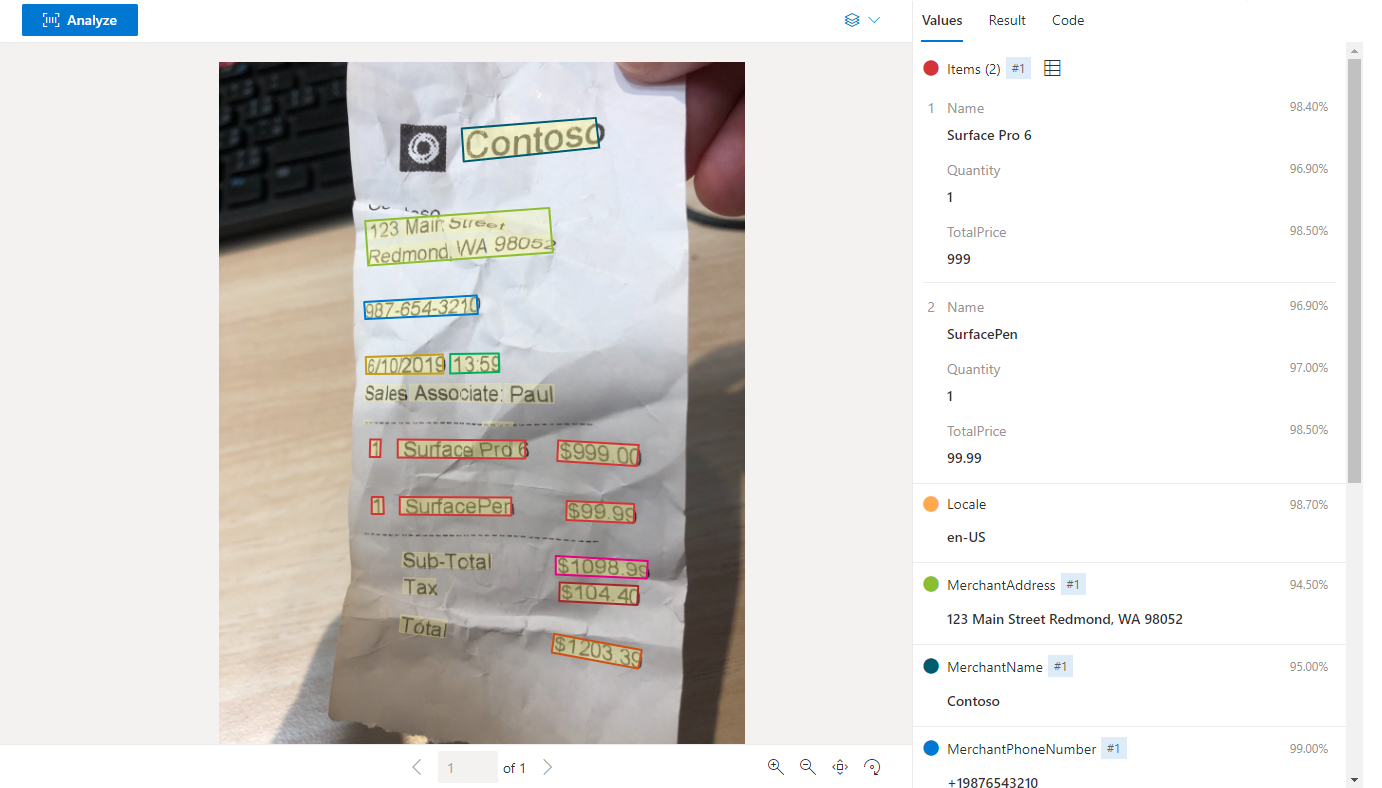 Analyze
Contoso
Contoso
123 Main Street
Redmond, WA 98052
987-654-3210
6/10/2019 13:59
Sales Associate: Paul
1 Surface Pro 6 $999.00
1 SurfacePen $99.99
Sub-Total $1098.99
Tax $104.40
Total $1203.39
1 of 1
Values Result Code
Items (2) #1
1 Name 98.40%
Surface Pro 6
Quantity 96.90%
1
TotalPrice 98.50%
999
2 Name 96.90%
SurfacePen
Quantity 97.00%
1
TotalPrice 98.50%
99.99
Locale 98.70%
en-US
MerchantAddress #1 94.50%
123 Main Street Redmond, WA 98052
MerchantName #1 95.00%
Contoso
MerchantPhoneNumber #1 99.00%
+19876543210